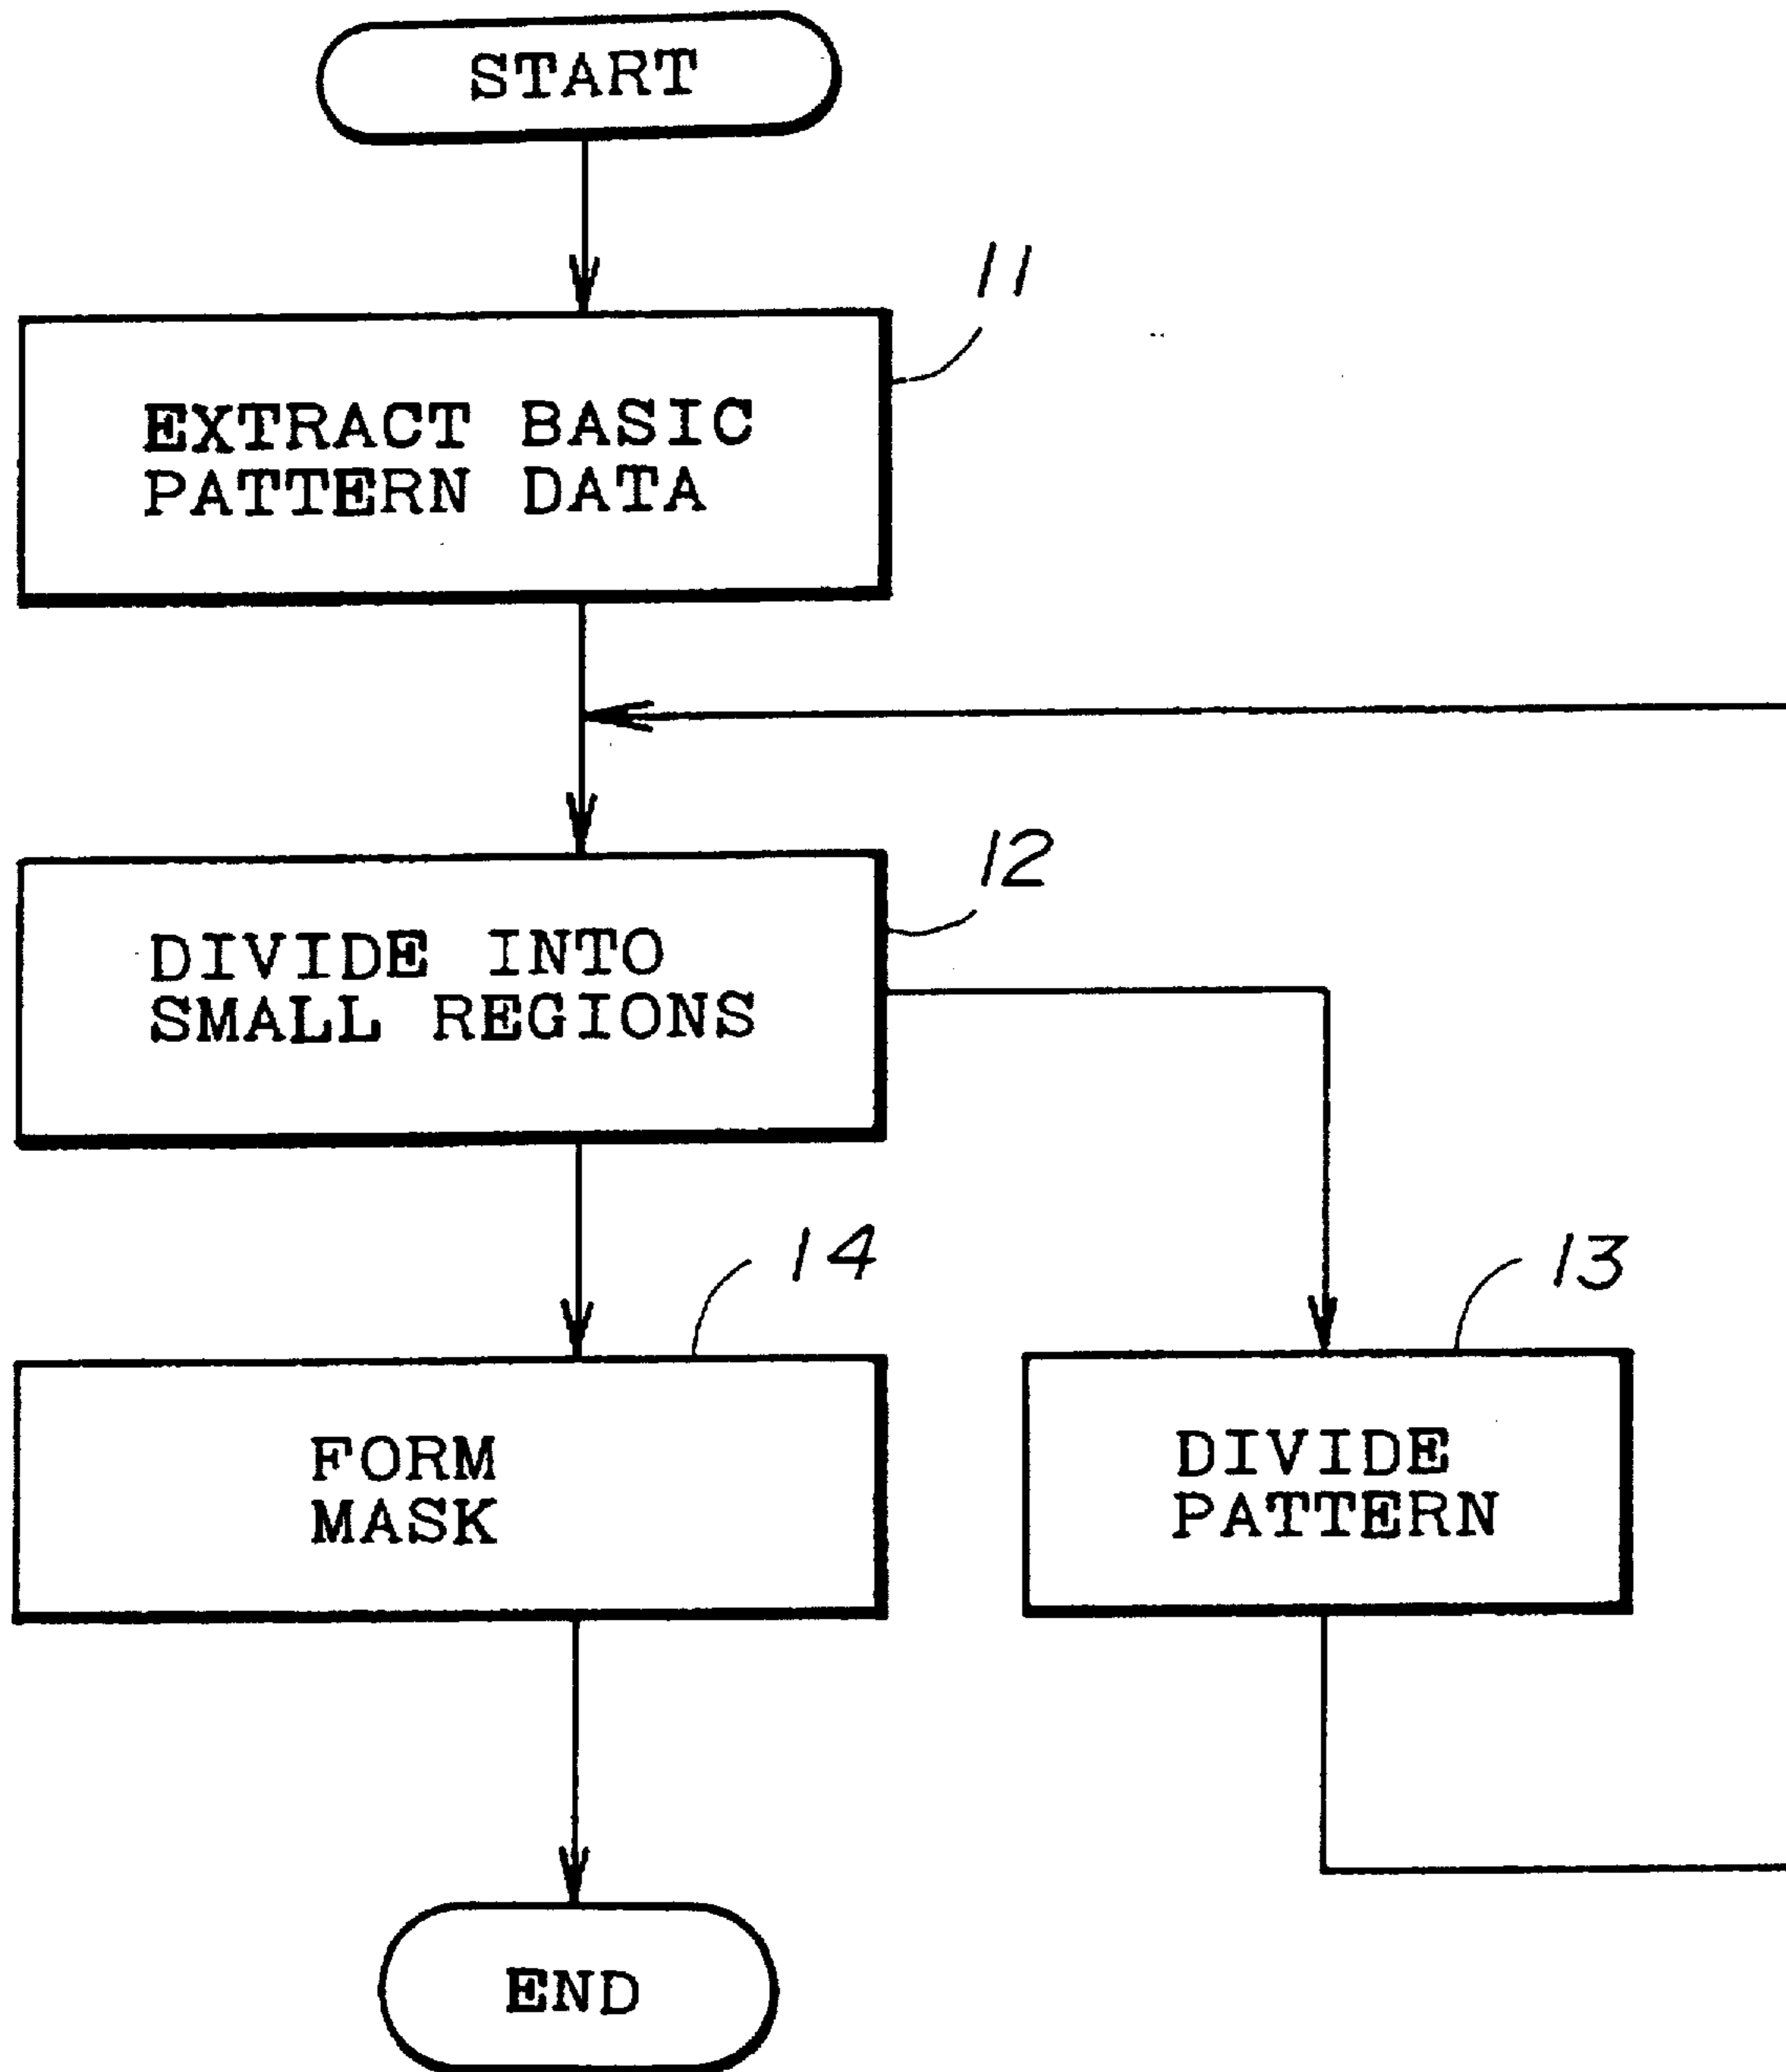 START
11
EXTRACT BASIC
PATTERN DATA
12
DIVIDE INTO
SMALL REGIONS
14
FORM
MASK
13
DIVIDE
PATTERN
END